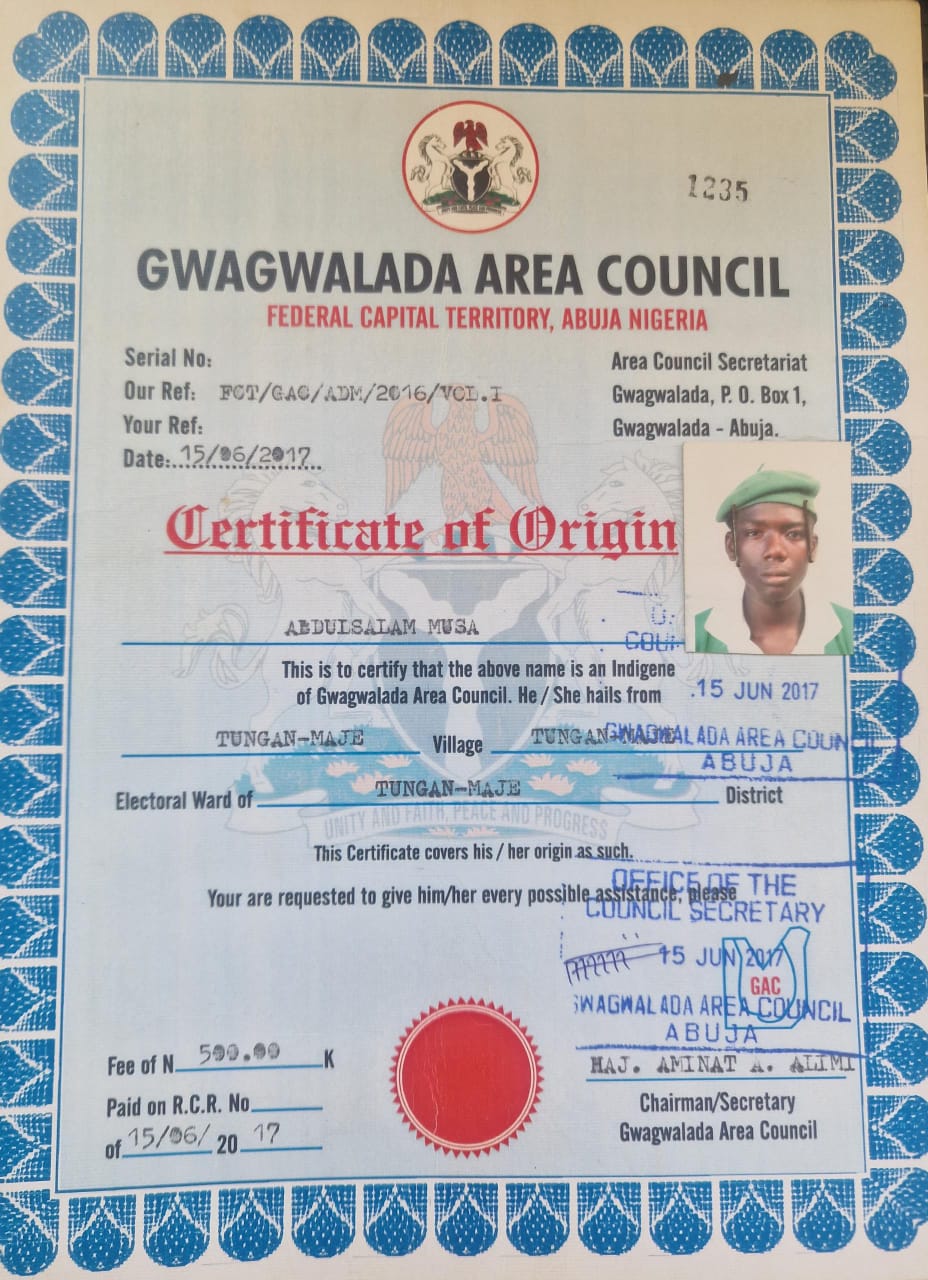 1235
GWAGWALADA AREA COUNCIL
FEDERAL CAPITAL TERRITORY, ABUJA NIGERIA
Serial No:
Our Ref: FCT/GAC/ADM/2016/VOL.I
Your Ref:
Date: 15/06/2017
Area Council Secretariat
Gwagwalada, P. O. Box 1,
Gwagwalada - Abuja.
Certificate of Origin
ABDULSALAM MUSA
This is to certify that the above name is an Indigene
of Gwagwalada Area Council. He / She hails from
15 JUN 2017
GWAGWALADA AREA COUNCIL
ABUJA
TUNGAN-MAJE Village TUNGAN-MAJE
Electoral Ward of TUNGAN-MAJE District
UNITY AND FAITH, PEACE AND PROGRESS
This Certificate covers his / her origin as such.
Your are requested to give him/her every possible assistance, please
OFFICE OF THE
COUNCIL SECRETARY
15 JUN 2017
GAC
GWAGWALADA AREA COUNCIL
ABUJA
HAJ. AMINAT A. ALIMI
Chairman/Secretary
Gwagwalada Area Council
Fee of N 500.00 K
Paid on R.C.R. No
of 15/06/ 20 17